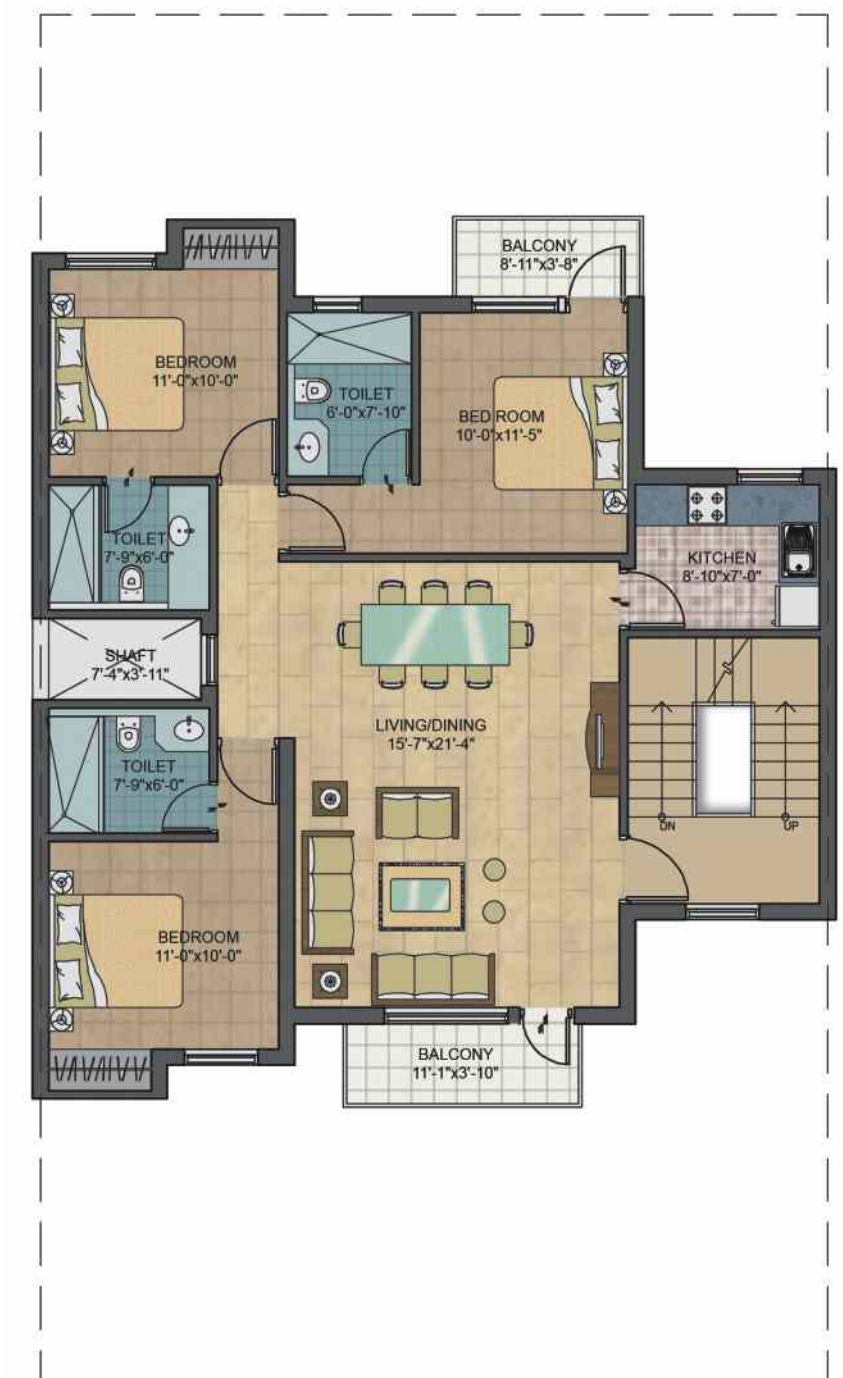 BALCONY
8'-11"x3'-8"
BEDROOM
11'-0"x10'-0"
TOILET
6'-0"x7'-10"
BED ROOM
10'-0"x11'-5"
TOILET
7'-9"x6'-0"
KITCHEN
8'-10"x7'-0"
SHAFT
7'-4"x3'-11"
LIVING/DINING
15'-7"x21'-4"
TOILET
7'-9"x6'-0"
DN
UP
BEDROOM
11'-0"x10'-0"
BALCONY
11'-1"x3'-10"